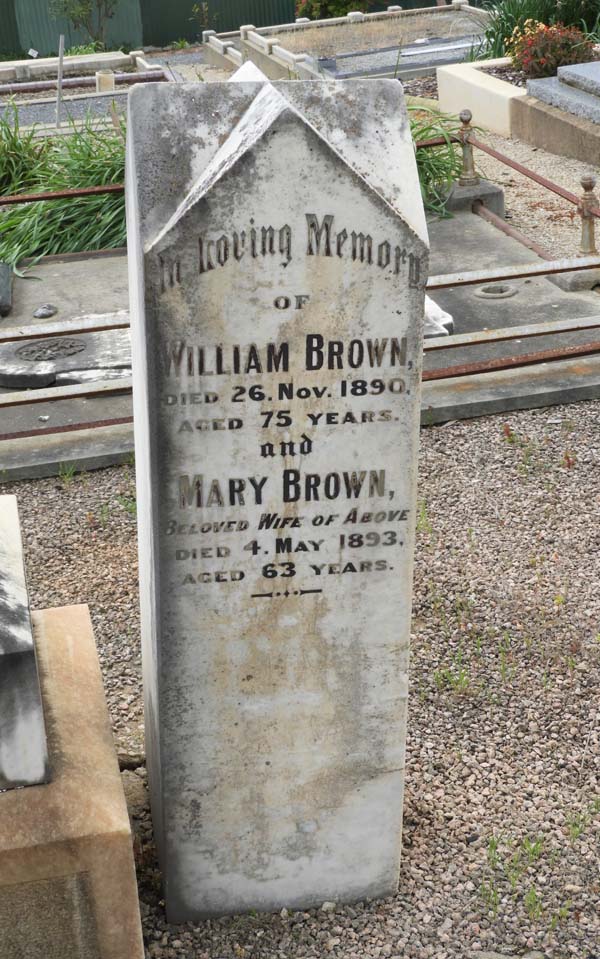 In Loving Memory
OF
WILLIAM BROWN,
DIED 26. NOV. 1890.
AGED 75 YEARS.
and
MARY BROWN,
BELOVED WIFE OF ABOVE
DIED 4. MAY 1893.
AGED 63 YEARS.